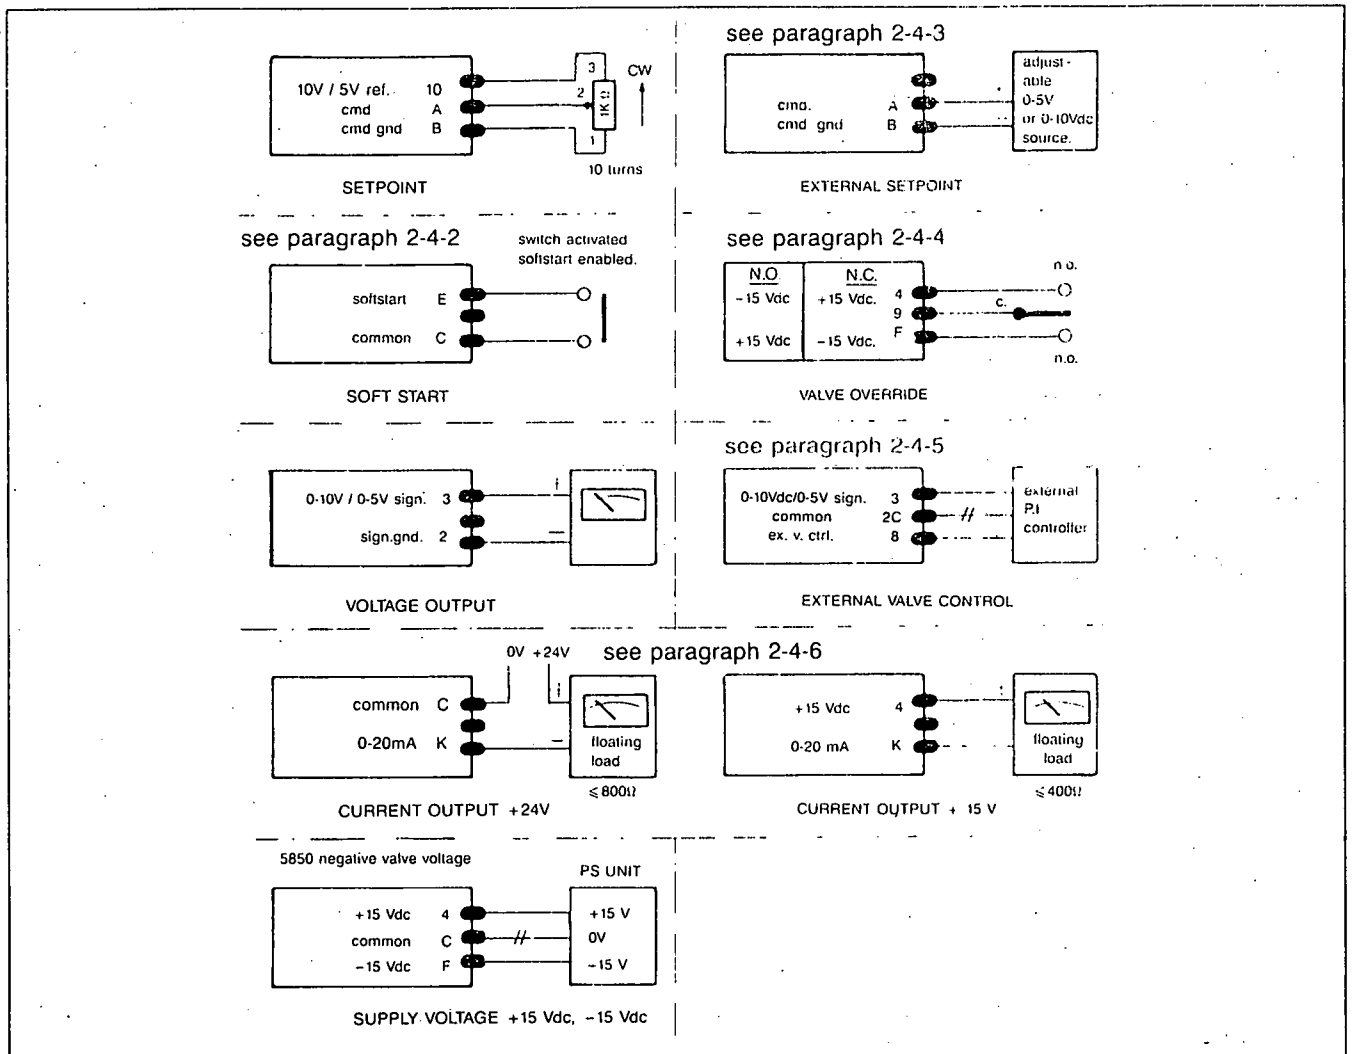 10V / 5V ref. 10
cmd A
cmd gnd B
3
2
1
1K Ω
CW
10 turns
SETPOINT
see paragraph 2-4-3
cmd. A
cmd gnd B
adjust-
able
0-5V
or 0-10Vdc
source.
EXTERNAL SETPOINT
see paragraph 2-4-2
switch activated
softstart enabled.
softstart E
common C
SOFT START
see paragraph 2-4-4
N.O. N.C.
-15 Vdc +15 Vdc. 4
9
+15 Vdc -15 Vdc. F
n.o.
c.
n.o.
VALVE OVERRIDE
0-10V / 0-5V sign. 3
sign.gnd. 2
−
VOLTAGE OUTPUT
see paragraph 2-4-5
0-10Vdc/0-5V sign. 3
common 2C
ex. v. ctrl. 8
external
P.I
controller
EXTERNAL VALVE CONTROL
see paragraph 2-4-6
0V +24V
common C
0-20mA K
−
floating
load
≤ 800Ω
CURRENT OUTPUT +24V
+15 Vdc 4
0-20 mA K
floating
load
≤ 400Ω
CURRENT OUTPUT + 15 V
5850 negative valve voltage
PS UNIT
+15 Vdc 4 +15 V
common C 0V
-15 Vdc F -15 V
SUPPLY VOLTAGE +15 Vdc, -15 Vdc